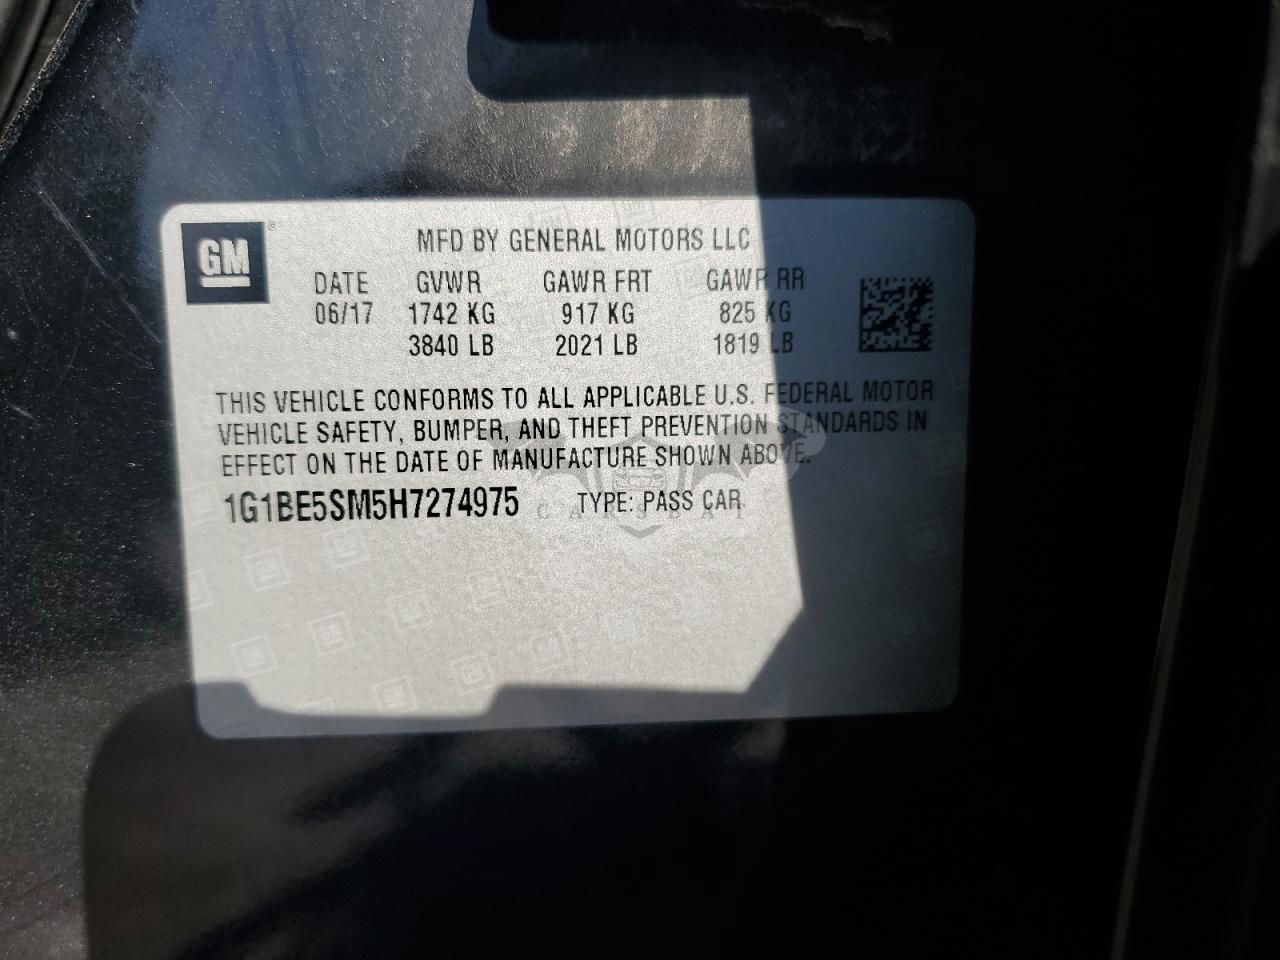 GM ®
MFD BY GENERAL MOTORS LLC
DATE GVWR GAWR FRT GAWR RR
06/17 1742 KG 917 KG 825 KG
3840 LB 2021 LB 1819 LB
THIS VEHICLE CONFORMS TO ALL APPLICABLE U.S. FEDERAL MOTOR
VEHICLE SAFETY, BUMPER, AND THEFT PREVENTION STANDARDS IN
EFFECT ON THE DATE OF MANUFACTURE SHOWN ABOVE.
1G1BE5SM5H7274975 TYPE: PASS CAR
CARSBAT